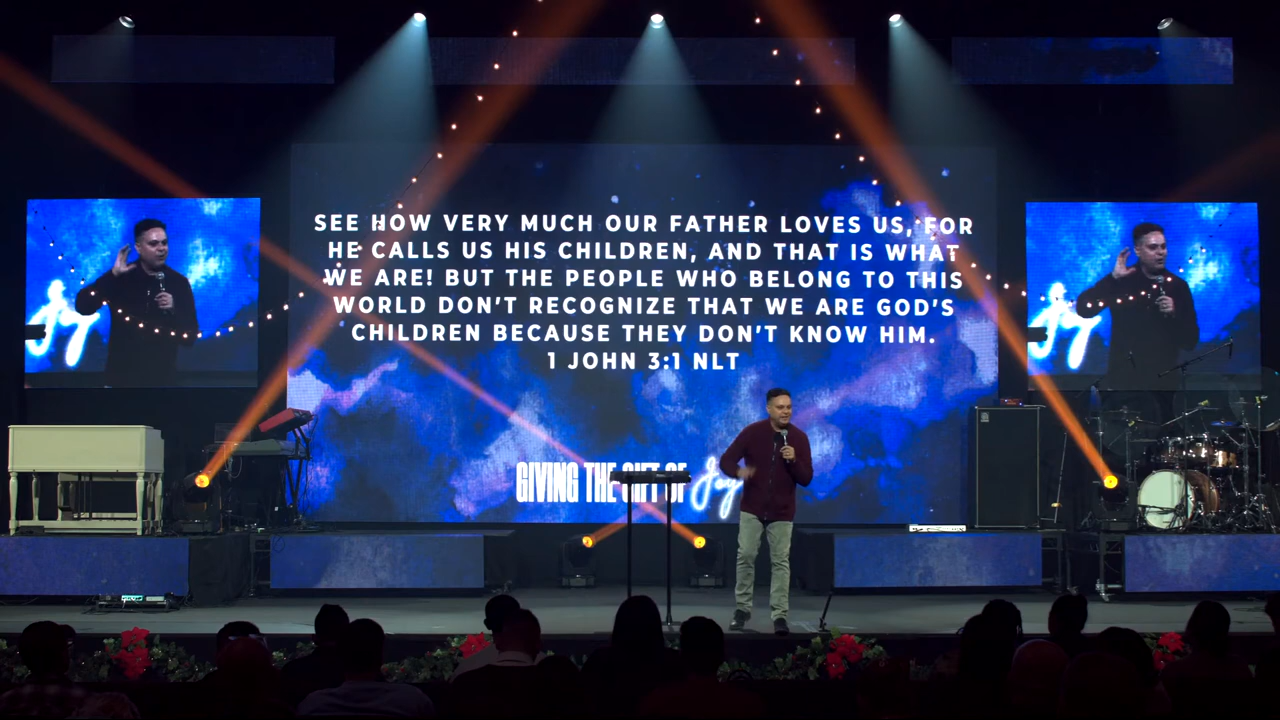 SEE HOW VERY MUCH OUR FATHER LOVES US, FOR
HE CALLS US HIS CHILDREN, AND THAT IS WHAT
WE ARE! BUT THE PEOPLE WHO BELONG TO THIS
WORLD DON'T RECOGNIZE THAT WE ARE GOD'S
CHILDREN BECAUSE THEY DON'T KNOW HIM.
1 JOHN 3:1 NLT
GIVING THE GIFT OF Joy
Joy
Joy